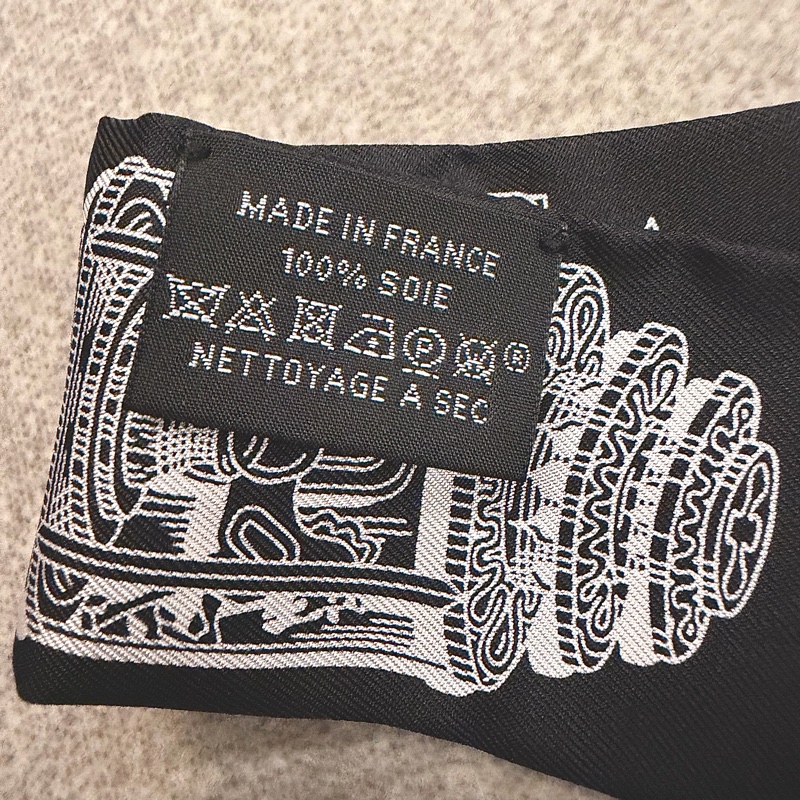 MADE IN FRANCE
100% SOIE
P ®
NETTOYAGE A SEC